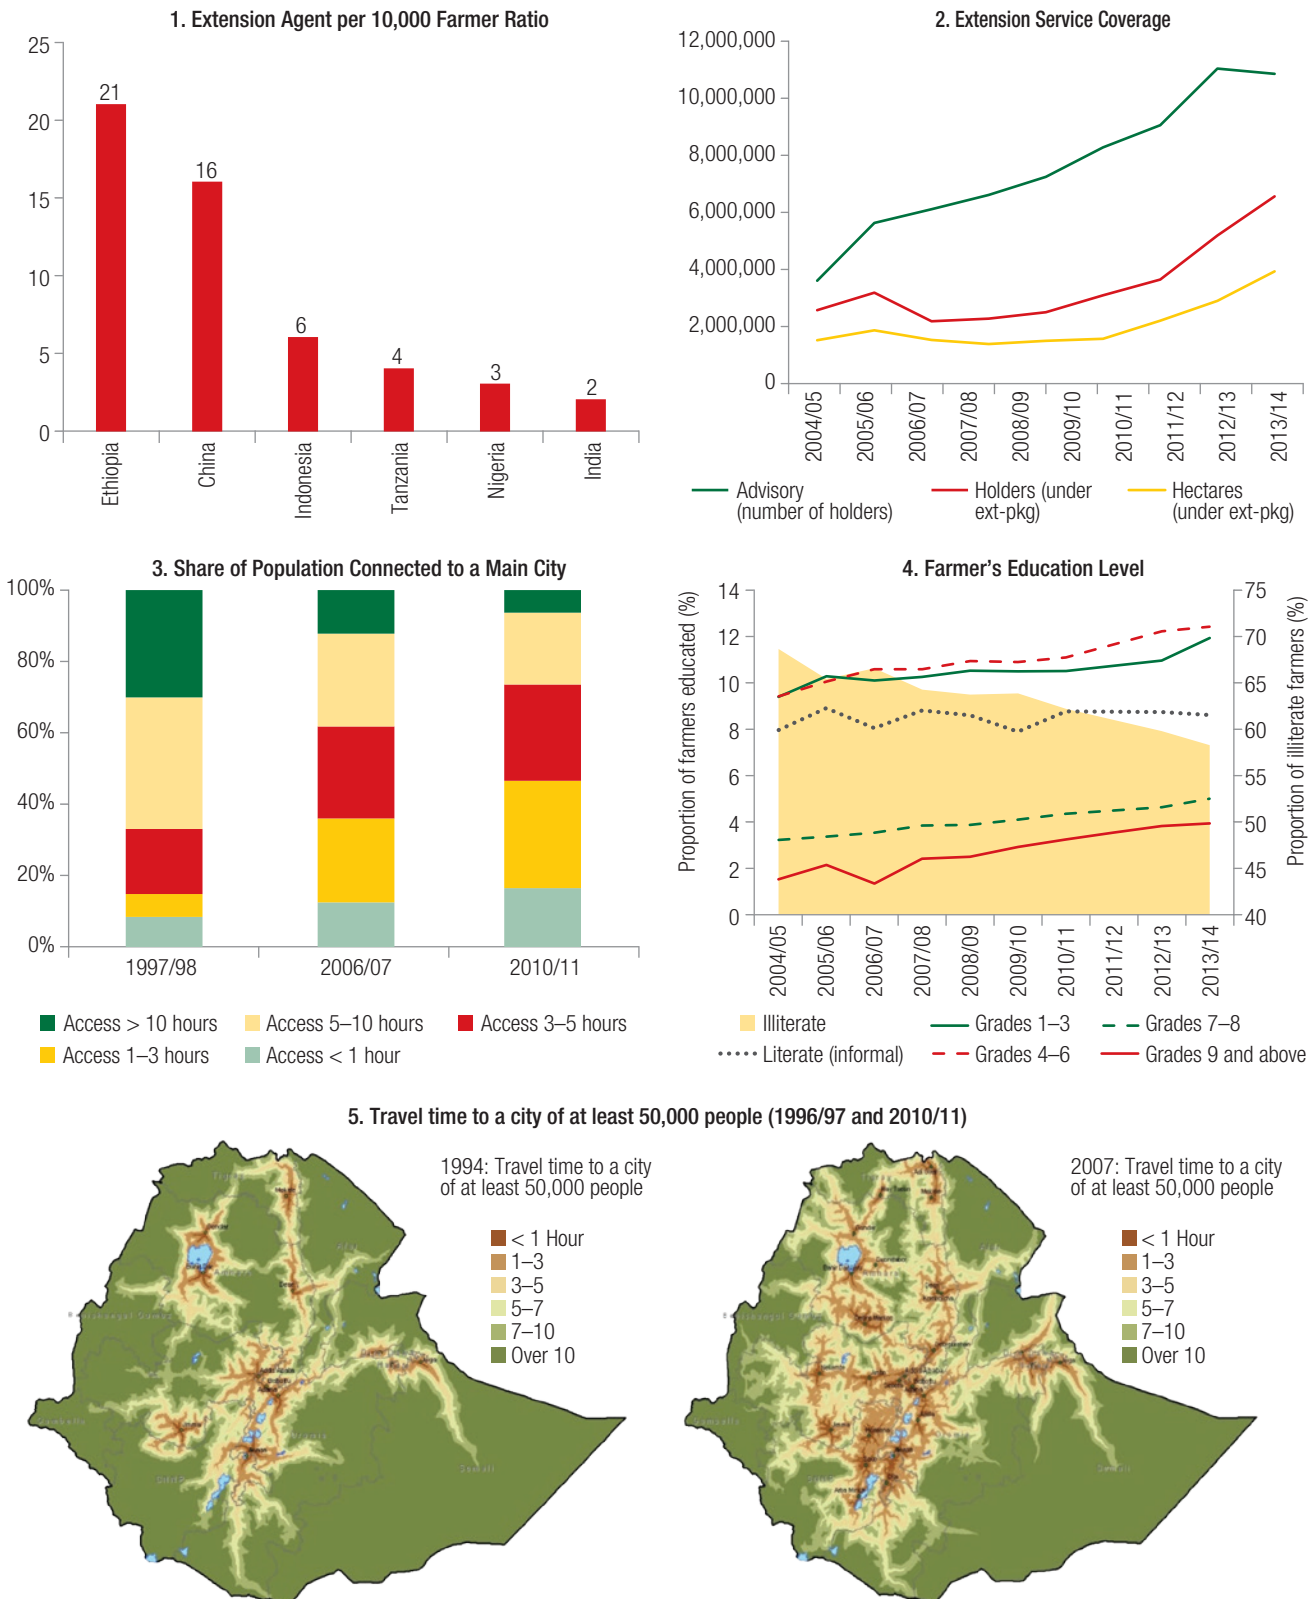 1. Extension Agent per 10,000 Farmer Ratio
25
20
15
10
5
0
21
16
6
4
3
2
Ethiopia
China
Indonesia
Tanzania
Nigeria
India
2. Extension Service Coverage
12,000,000
10,000,000
8,000,000
6,000,000
4,000,000
2,000,000
0
2004/05
2005/06
2006/07
2007/08
2008/09
2009/10
2010/11
2011/12
2012/13
2013/14
Advisory
(number of holders)
Holders (under
ext-pkg)
Hectares
(under ext-pkg)
3. Share of Population Connected to a Main City
100%
80%
60%
40%
20%
0%
1997/98
2006/07
2010/11
Access > 10 hours
Access 5–10 hours
Access 3–5 hours
Access 1–3 hours
Access < 1 hour
4. Farmer's Education Level
Proportion of farmers educated (%)
14
12
10
8
6
4
2
0
75
70
65
60
55
50
45
40
Proportion of illiterate farmers (%)
2004/05
2005/06
2006/07
2007/08
2008/09
2009/10
2010/11
2011/12
2012/13
2013/14
Illiterate
Grades 1–3
Grades 7–8
Literate (informal)
Grades 4–6
Grades 9 and above
5. Travel time to a city of at least 50,000 people (1996/97 and 2010/11)
1994: Travel time to a city
of at least 50,000 people
< 1 Hour
1–3
3–5
5–7
7–10
Over 10
2007: Travel time to a city
of at least 50,000 people
< 1 Hour
1–3
3–5
5–7
7–10
Over 10